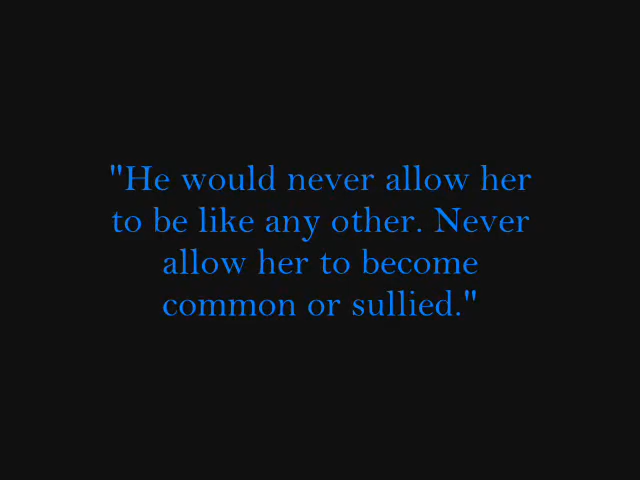 "He would never allow her
to be like any other. Never
allow her to become
common or sullied."